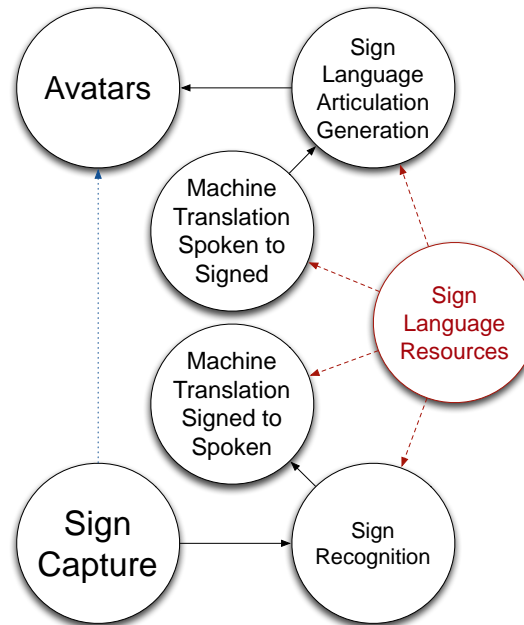 Avatars
Sign
Language
Articulation
Generation
Machine
Translation
Spoken to
Signed
Sign
Language
Resources
Machine
Translation
Signed to
Spoken
Sign
Capture
Sign
Recognition